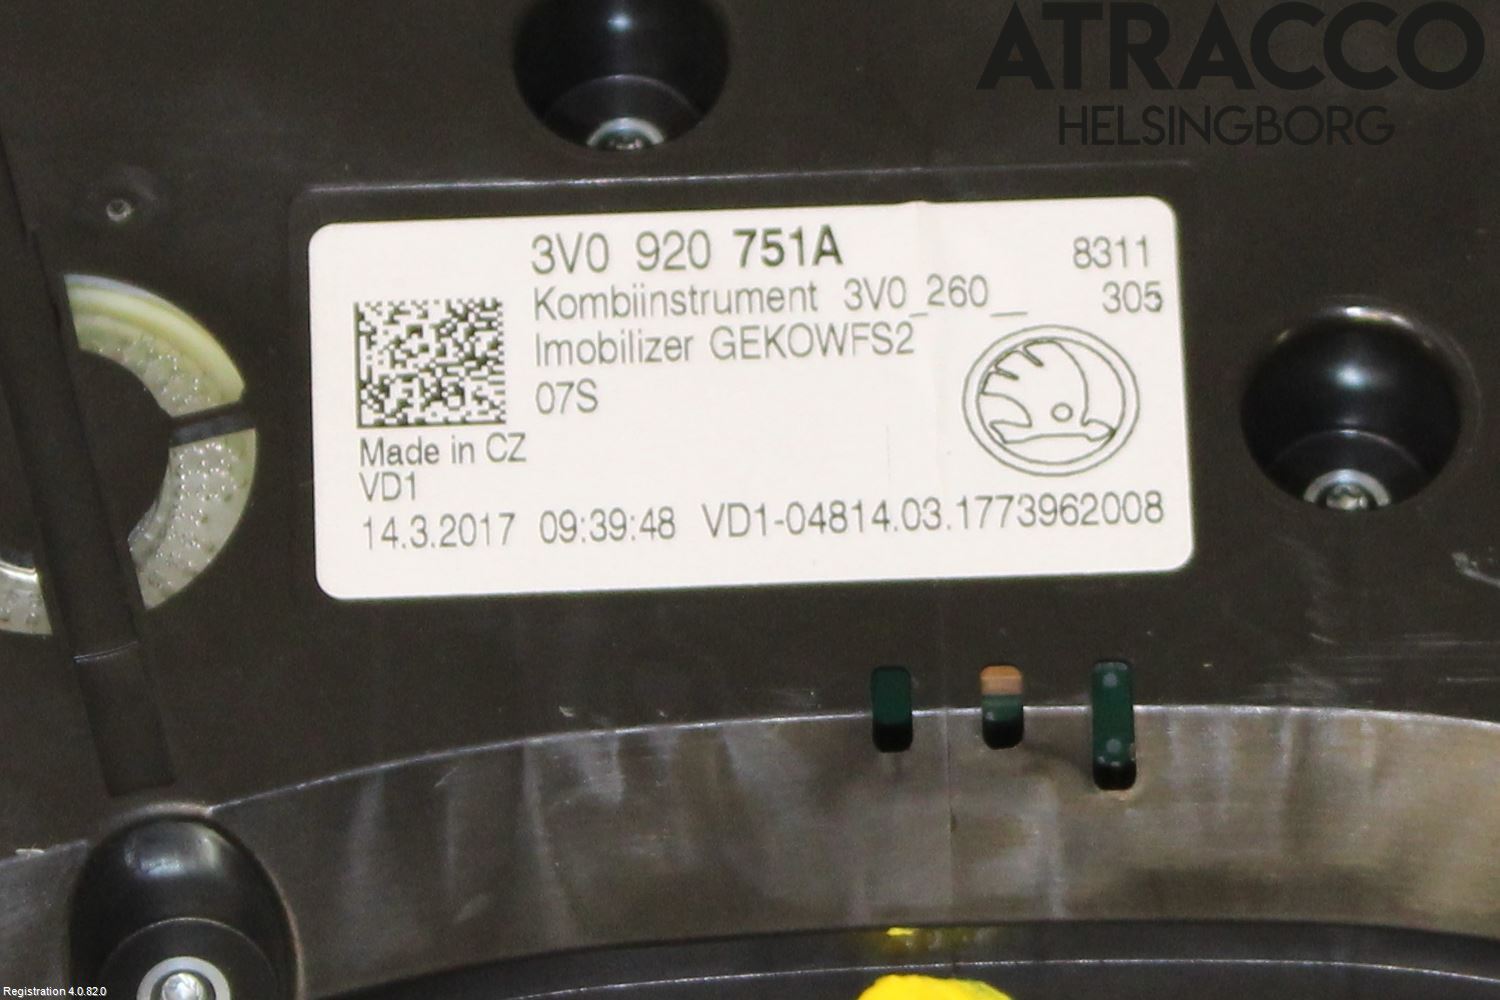 ATRACCO
HELSINGBORG
3V0 920 751A 8311
Kombiinstrument 3V0_260__ 305
Imobilizer GEKOWFS2
07S
Made in CZ
VD1
14.3.2017 09:39:48 VD1-04814.03.1773962008
Registration 4.0.82.0